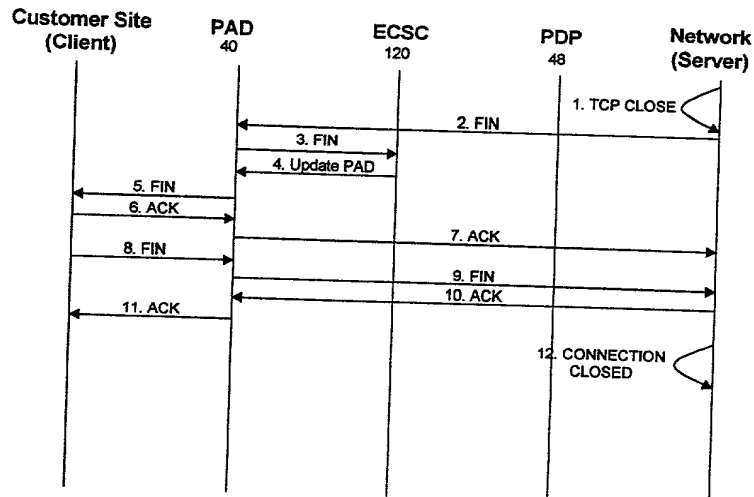 Customer Site
(Client)
PAD
40
ECSC
120
PDP
48
Network
(Server)
1. TCP CLOSE
2. FIN
3. FIN
4. Update PAD
5. FIN
6. ACK
7. ACK
8. FIN
9. FIN
10. ACK
11. ACK
12. CONNECTION
CLOSED